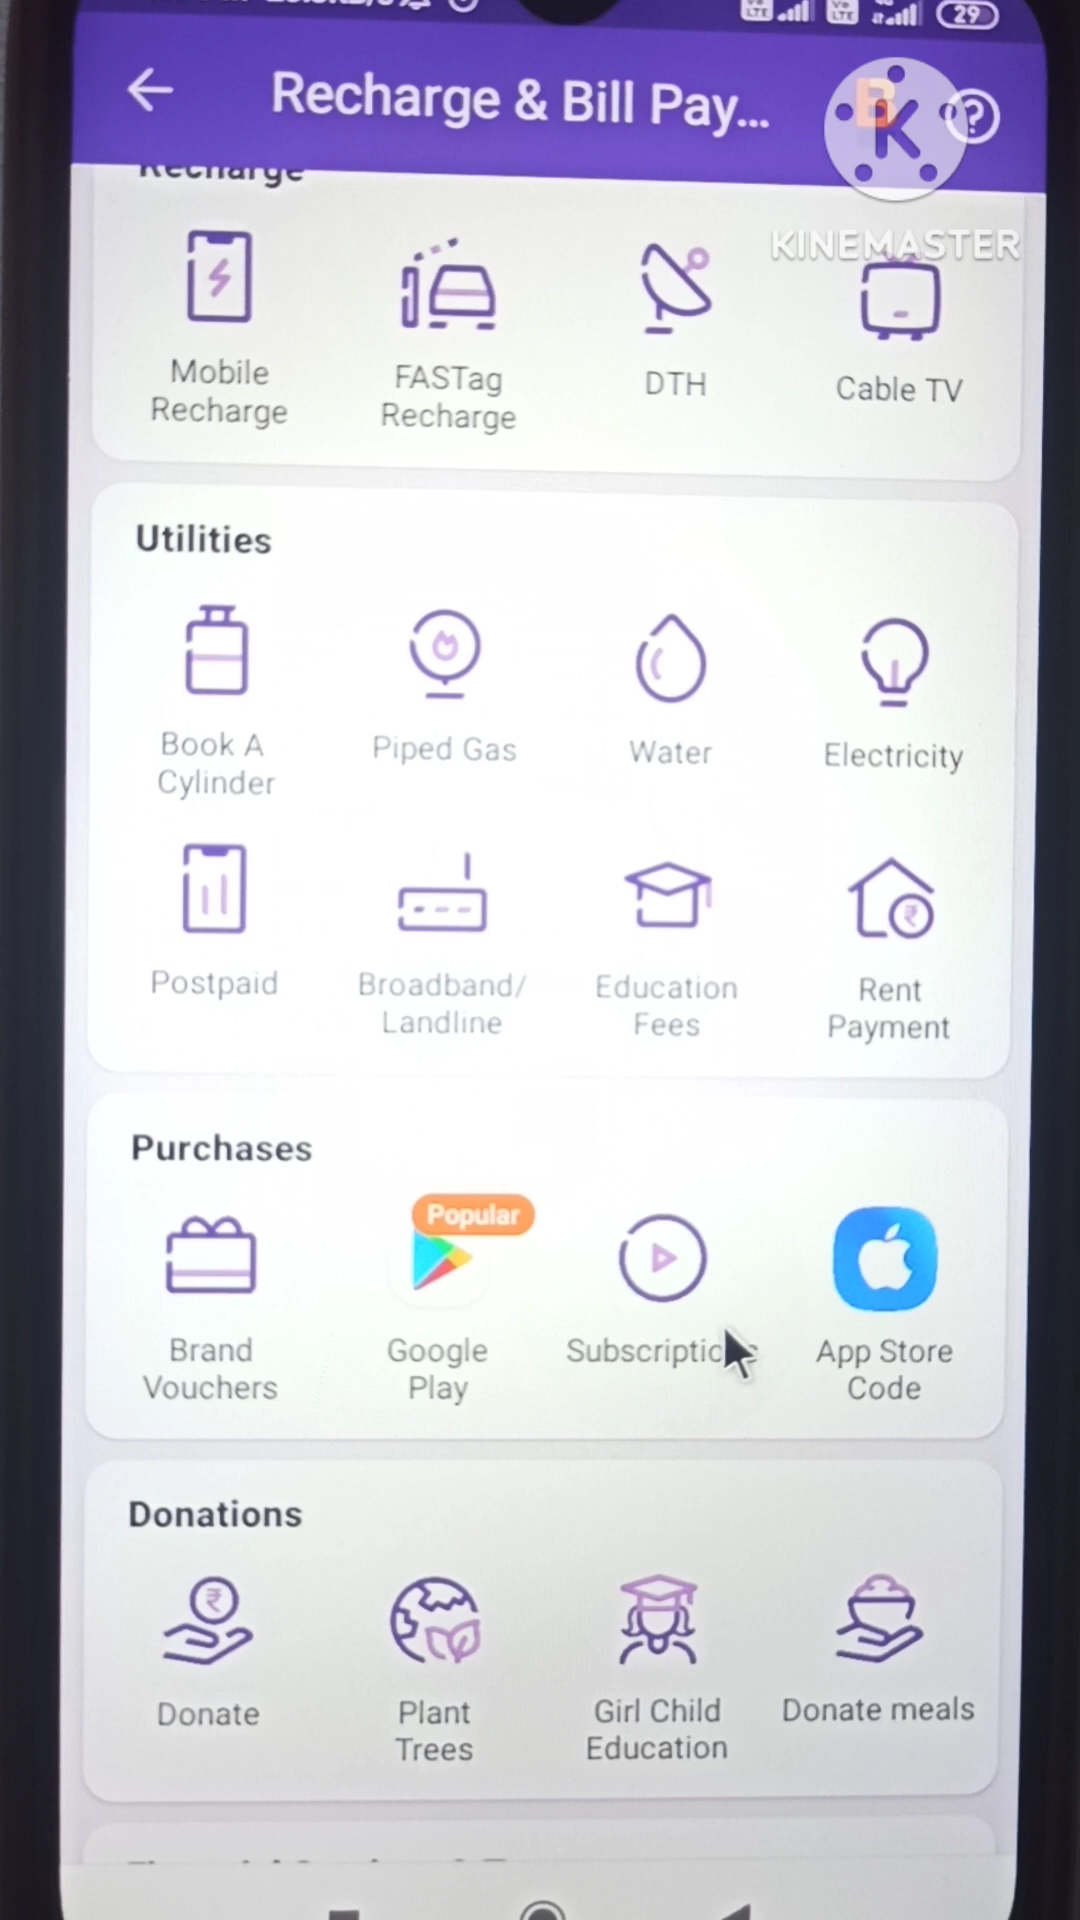 29
Recharge & Bill Pay...
KINEMASTER
Recharge
Mobile
Recharge
FASTag
Recharge
DTH
Cable TV
Utilities
Book A
Cylinder
Piped Gas
Water
Electricity
Postpaid
Broadband/
Landline
Education
Fees
Rent
Payment
Purchases
Popular
Brand
Vouchers
Google
Play
App Store
Code
Donations
Donate
Plant
Trees
Girl Child
Education
Donate meals